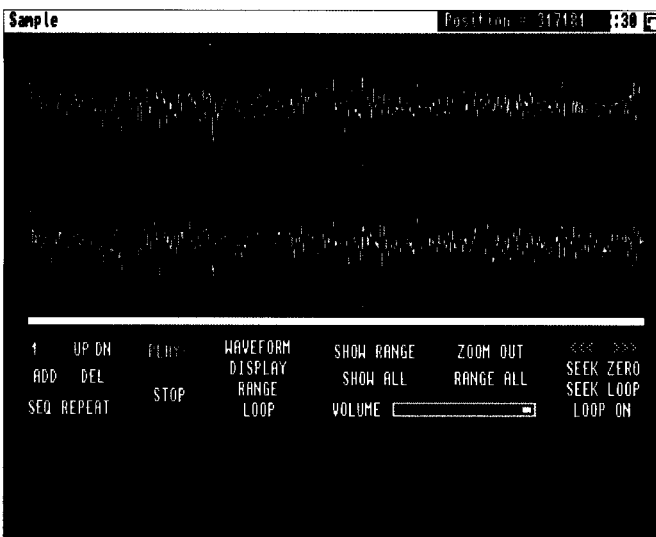 Sample Position = 317181 :30
1 UP DN PLAY WAVEFORM SHOW RANGE ZOOM OUT <<< >>>
ADD DEL DISPLAY SHOW ALL RANGE ALL SEEK ZERO
SEQ REPEAT STOP RANGE SEEK LOOP
LOOP VOLUME LOOP ON